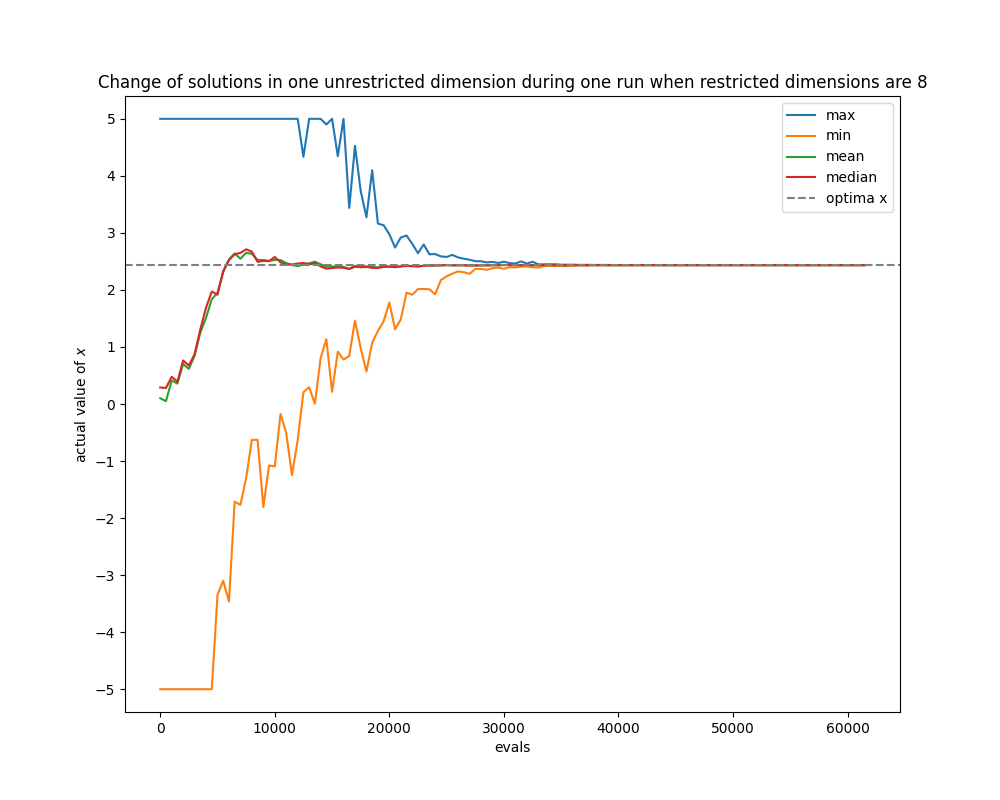 Change of solutions in one unrestricted dimension during one run when restricted dimensions are 8
max
min
mean
median
optima x
5
4
3
2
1
0
−1
−2
−3
−4
−5
actual value of x
0 10000 20000 30000 40000 50000 60000
evals